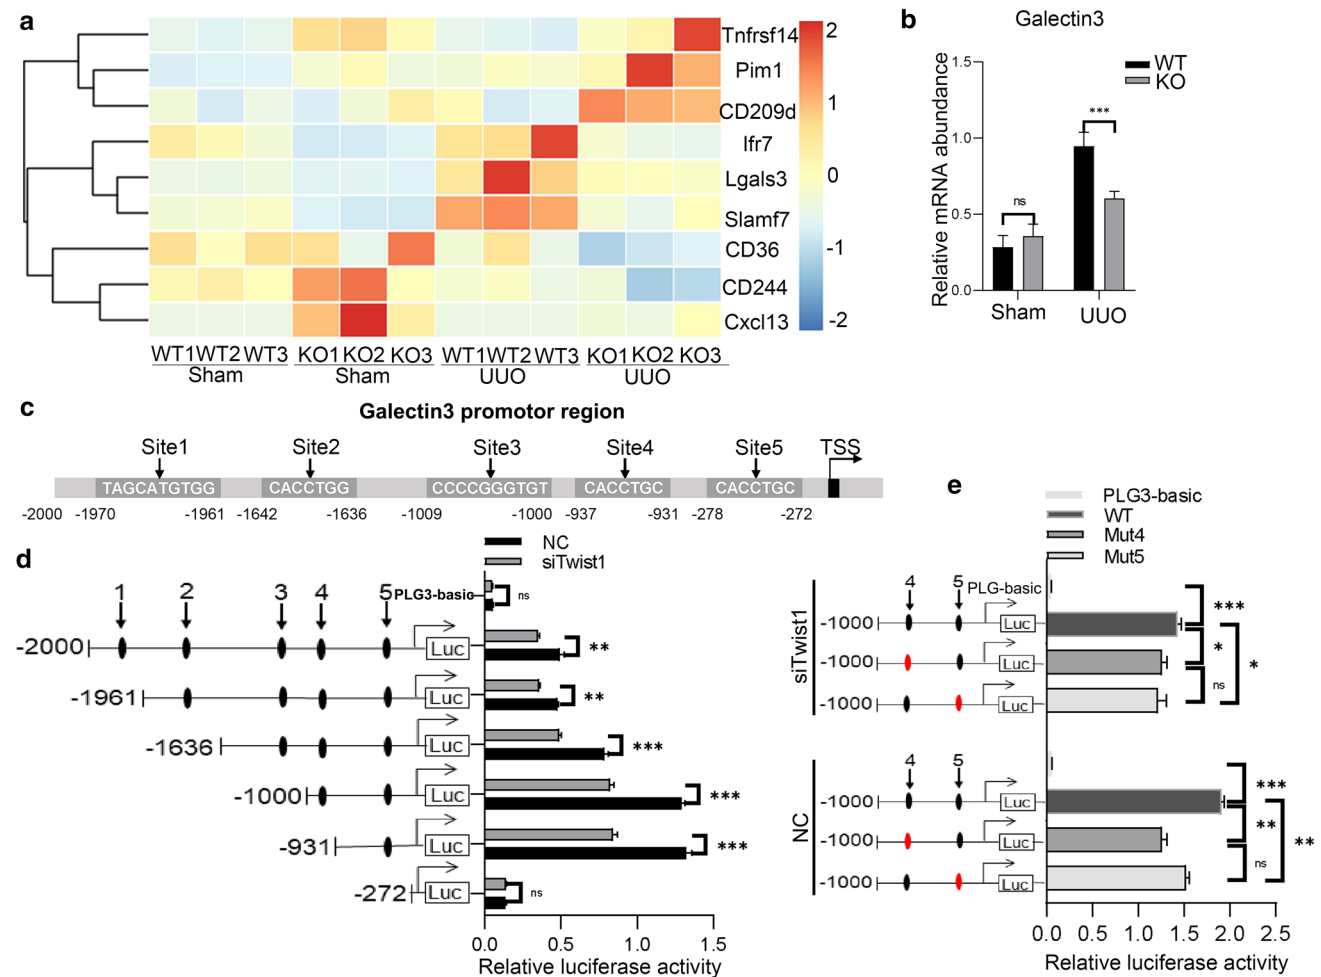 a
Tnfrsf14
Pim1
CD209d
Ifr7
Lgals3
Slamf7
CD36
CD244
Cxcl13
2
1
0
-1
-2
WT1 WT2 WT3 KO1 KO2 KO3 WT1 WT2 WT3 KO1 KO2 KO3
Sham Sham UUO UUO
b
Galectin3
WT
KO
Relative mRNA abundance
1.5
1.0
0.5
0.0
ns
***
Sham UUO
c
Galectin3 promotor region
Site1 Site2 Site3 Site4 Site5 TSS
TAGCATGTGG CACCTGG CCCCGGGTGT CACCTGC CACCTGC
-2000 -1970 -1961 -1642 -1636 -1009 -1000 -937 -931 -278 -272
d
NC
siTwist1
1 2 3 4 5 PLG3-basic ns
-2000 Luc **
-1961 Luc **
-1636 Luc ***
-1000 Luc ***
-931 Luc ***
-272 Luc ns
0.0 0.5 1.0 1.5
Relative luciferase activity
e
PLG3-basic
WT
Mut4
Mut5
siTwist1
4 5 PLG-basic
-1000 Luc
-1000 Luc
-1000 Luc
***
*
ns
*
NC
4 5
-1000 Luc
-1000 Luc
-1000 Luc
***
**
ns
**
0.0 0.5 1.0 1.5 2.0 2.5
Relative luciferase activity